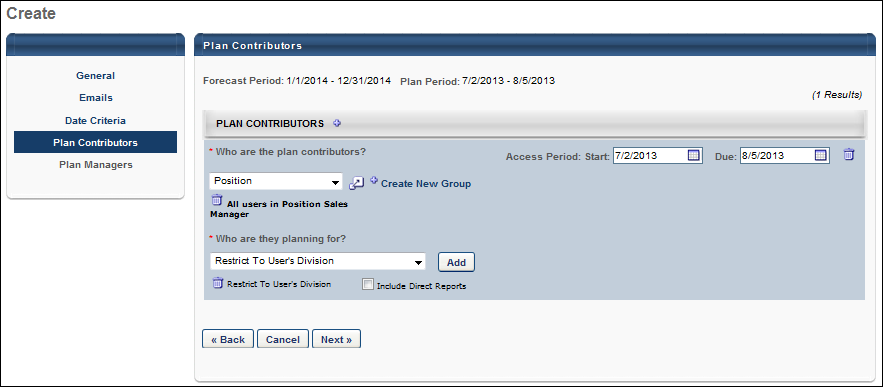 Create
General
Emails
Date Criteria
Plan Contributors
Plan Managers
Plan Contributors
Forecast Period: 1/1/2014 - 12/31/2014 Plan Period: 7/2/2013 - 8/5/2013
(1 Results)
PLAN CONTRIBUTORS
* Who are the plan contributors?
Access Period: Start: 7/2/2013 Due: 8/5/2013
Position Create New Group
All users in Position Sales
Manager
* Who are they planning for?
Restrict To User's Division Add
Restrict To User's Division Include Direct Reports
« Back Cancel Next »